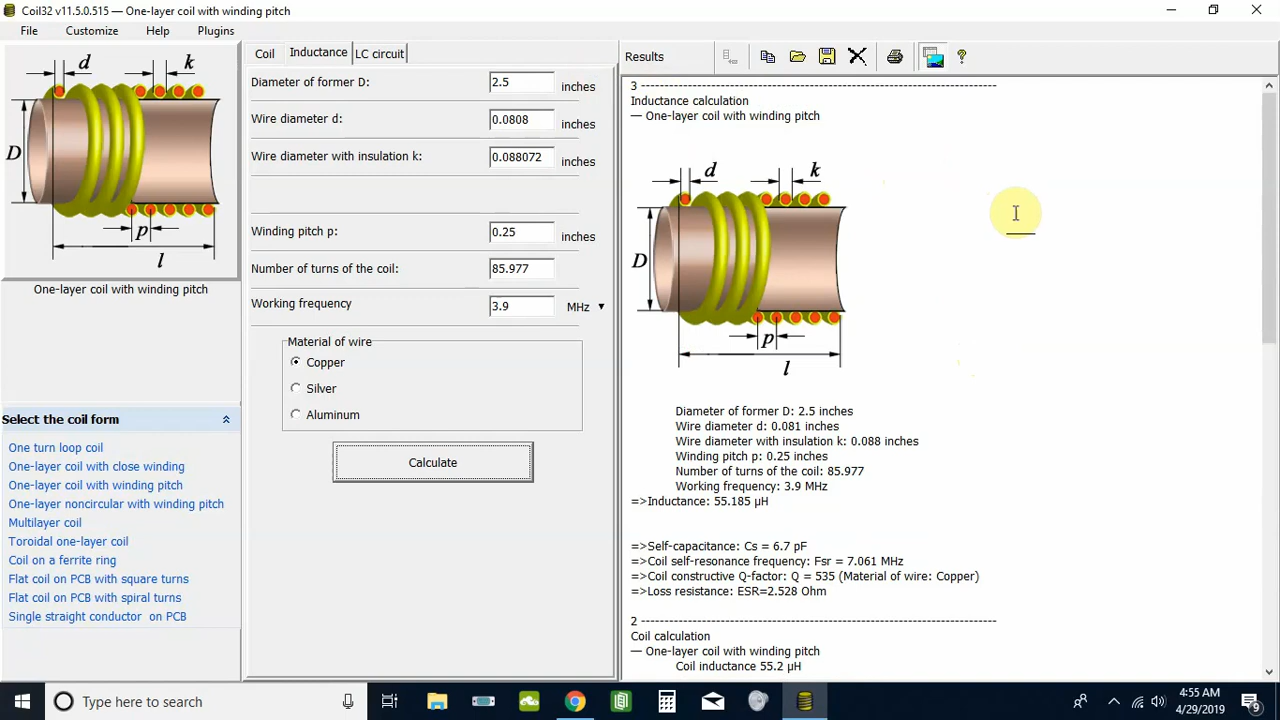 Coil32 v11.5.0.515 — One-layer coil with winding pitch
File Customize Help Plugins
d k
D
p
l
One-layer coil with winding pitch
Select the coil form
One turn loop coil
One-layer coil with close winding
One-layer coil with winding pitch
One-layer noncircular with winding pitch
Multilayer coil
Toroidal one-layer coil
Coil on a ferrite ring
Flat coil on PCB with square turns
Flat coil on PCB with spiral turns
Single straight conductor on PCB
Coil Inductance LC circuit
Diameter of former D: 2.5 inches
Wire diameter d: 0.0808 inches
Wire diameter with insulation k: 0.088072 inches
Winding pitch p: 0.25 inches
Number of turns of the coil: 85.977
Working frequency 3.9 MHz
Material of wire
Copper
Silver
Aluminum
Calculate
Results
3 ------------------------------------------------------------------------------
Inductance calculation
— One-layer coil with winding pitch
d k
D
p
l
Diameter of former D: 2.5 inches
Wire diameter d: 0.081 inches
Wire diameter with insulation k: 0.088 inches
Winding pitch p: 0.25 inches
Number of turns of the coil: 85.977
Working frequency: 3.9 MHz
=>Inductance: 55.185 µH
=>Self-capacitance: Cs = 6.7 pF
=>Coil self-resonance frequency: Fsr = 7.061 MHz
=>Coil constructive Q-factor: Q = 535 (Material of wire: Copper)
=>Loss resistance: ESR=2.528 Ohm
2 ------------------------------------------------------------------------------
Coil calculation
— One-layer coil with winding pitch
Coil inductance 55.2 µH
Type here to search
4:55 AM
4/29/2019
9